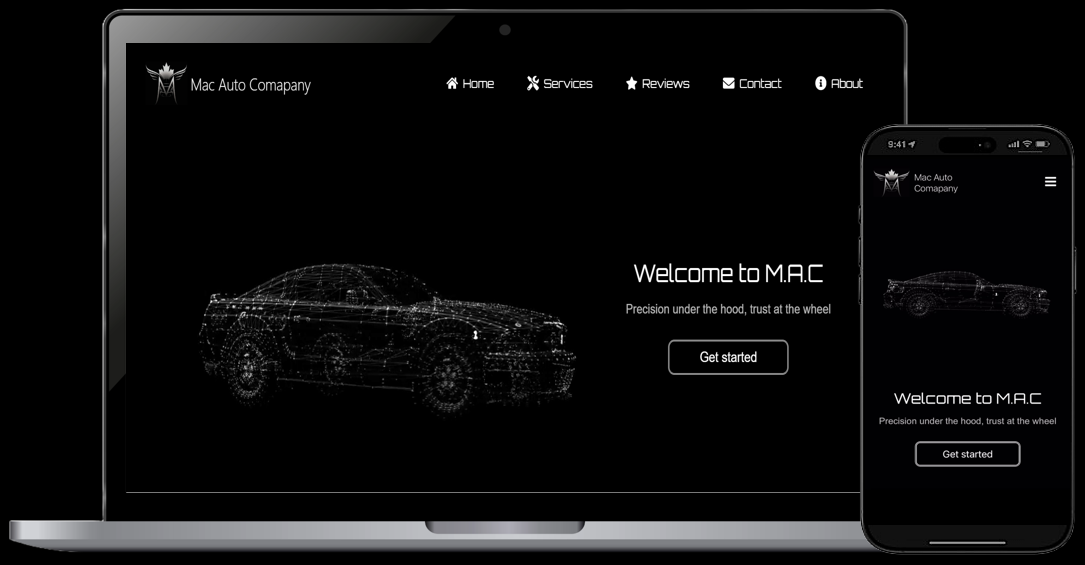 Mac Auto Comapany
Home
Services
Reviews
Contact
About
Welcome to M.A.C
Precision under the hood, trust at the wheel
Get started
9:41
Mac Auto
Comapany
Welcome to M.A.C
Precision under the hood, trust at the wheel
Get started